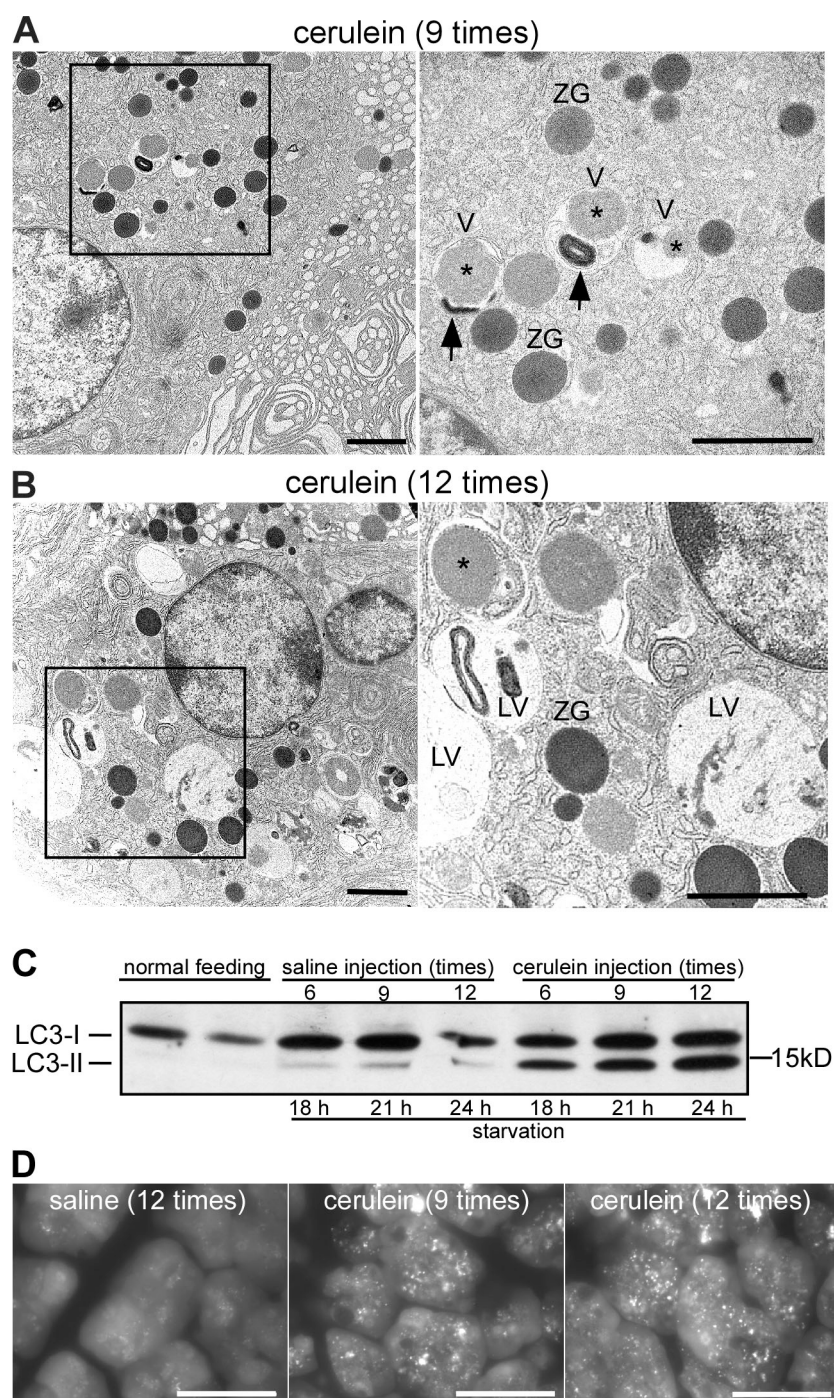 A
cerulein (9 times)
ZG
V
V
V
*
*
*
ZG
B
cerulein (12 times)
*
LV
ZG
LV
LV
C
normal feeding saline injection (times) cerulein injection (times)
6 9 12 6 9 12
LC3-I
LC3-II
15kD
18 h 21 h 24 h 18 h 21 h 24 h
starvation
D
saline (12 times) cerulein (9 times) cerulein (12 times)